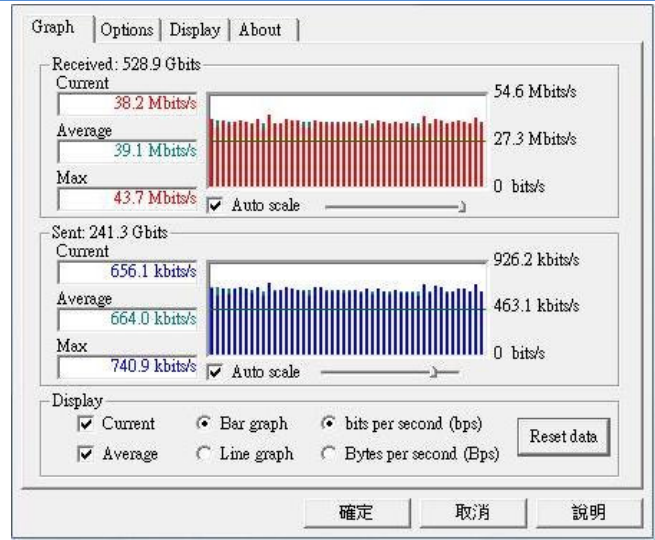 Graph Options Display About
Received: 528.9 Gbits
Current
38.2 Mbits/s
Average
39.1 Mbits/s
Max
43.7 Mbits/s
54.6 Mbits/s
27.3 Mbits/s
0 bits/s
Auto scale
Sent: 241.3 Gbits
Current
656.1 kbits/s
Average
664.0 kbits/s
Max
740.9 kbits/s
926.2 kbits/s
463.1 kbits/s
0 bits/s
Auto scale
Display
Current Bar graph bits per second (bps)
Average Line graph Bytes per second (Bps)
Reset data
確定 取消 說明